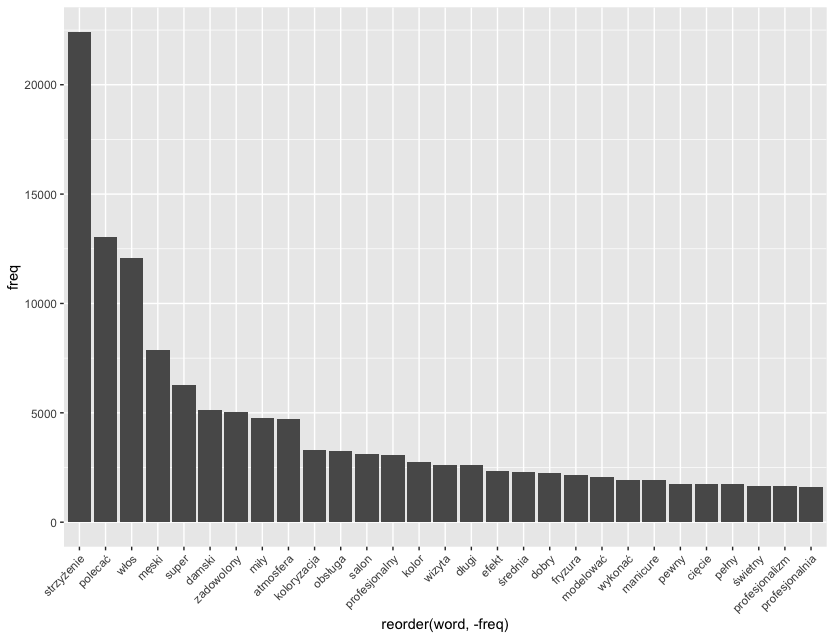 freq
20000
15000
10000
5000
0
strzyżenie
polecać
włos
męski
super
damski
zadowolony
miły
atmosfera
koloryzacja
obsługa
salon
profesjonalny
kolor
wizyta
długi
efekt
średnia
dobry
fryzura
modelować
wykonać
manicure
pewny
cięcie
pełny
świetny
profesjonalizm
profesjonalnia
reorder(word, -freq)